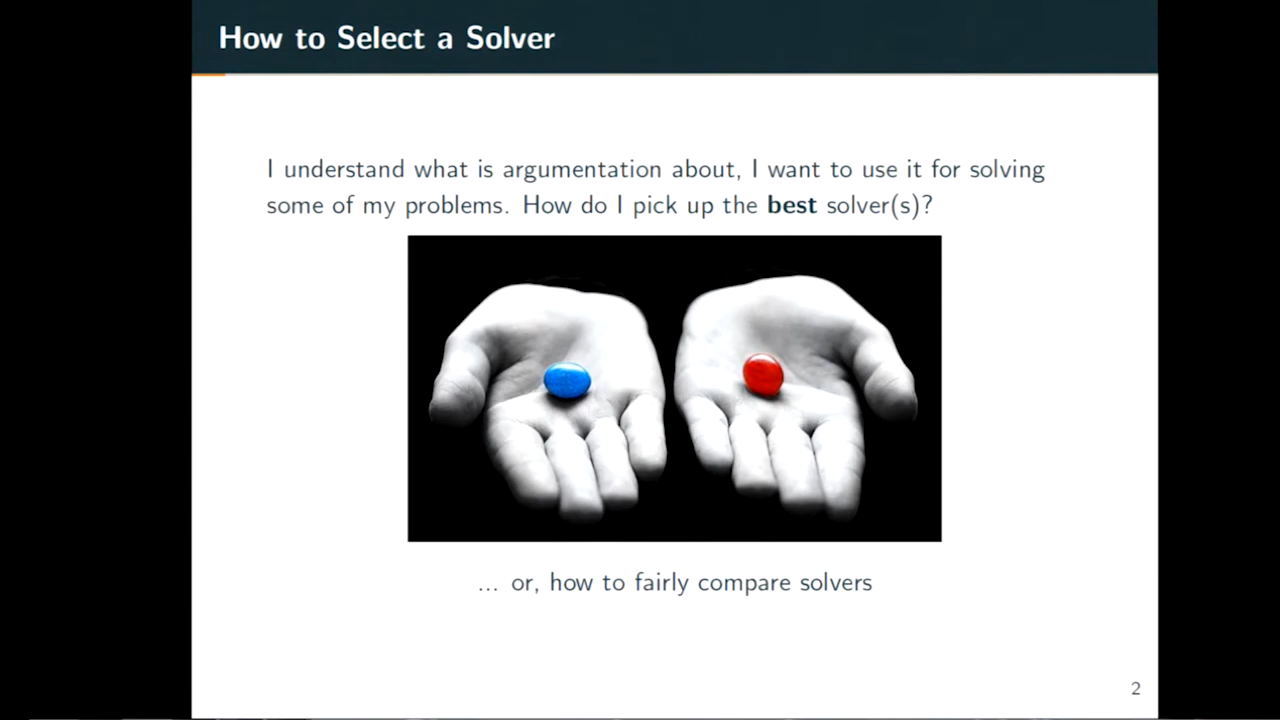 How to Select a Solver
I understand what is argumentation about, I want to use it for solving
some of my problems. How do I pick up the best solver(s)?
... or, how to fairly compare solvers
2